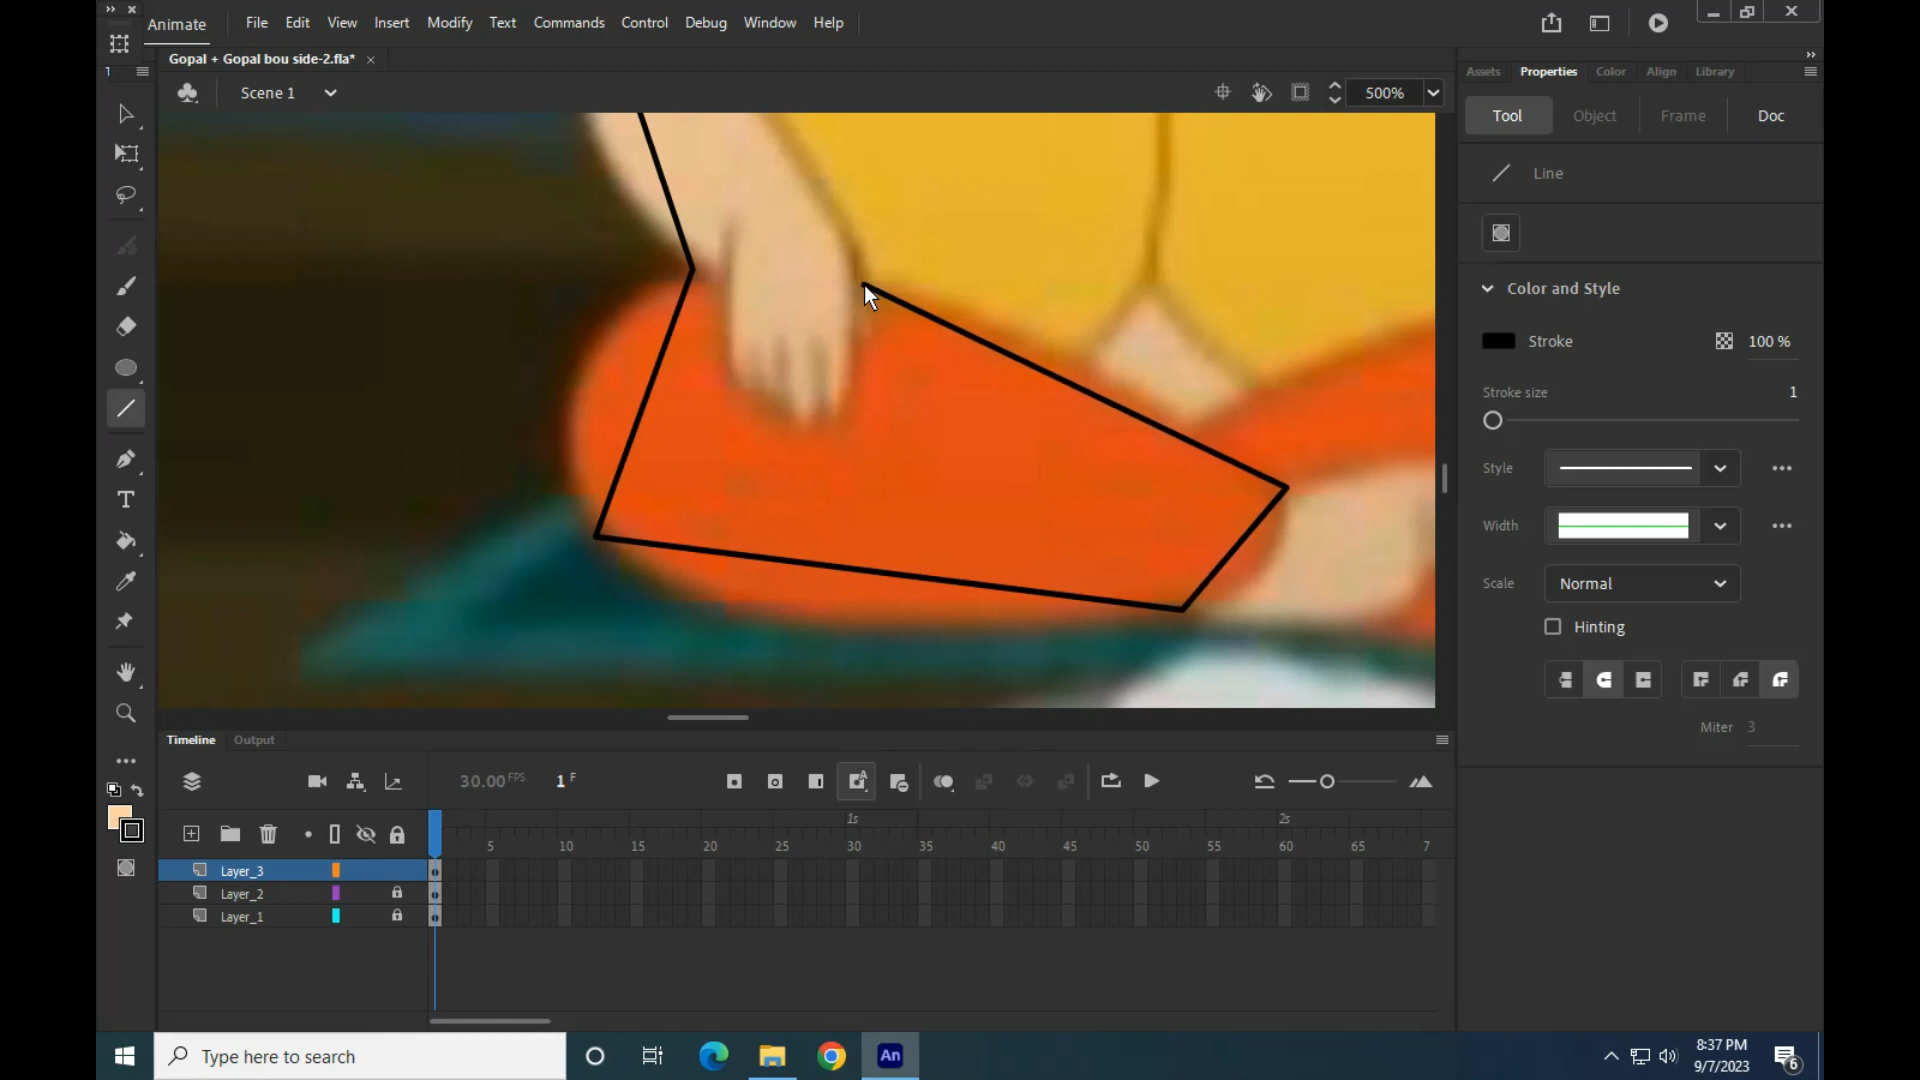 Animate File Edit View Insert Modify Text Commands Control Debug Window Help
Gopal + Gopal bou side-2.fla* ×
Scene 1 500%
Assets Properties Color Align Library
Tool Object Frame Doc
Line
Color and Style
Stroke 100 %
Stroke size 1
Style
Width
Scale Normal
Hinting
Miter 3
Timeline Output
30.00 FPS 1 F
1s 2s
5 10 15 20 25 30 35 40 45 50 55 60 65 7
Layer_3
Layer_2
Layer_1
Type here to search
An
8:37 PM
9/7/2023
6